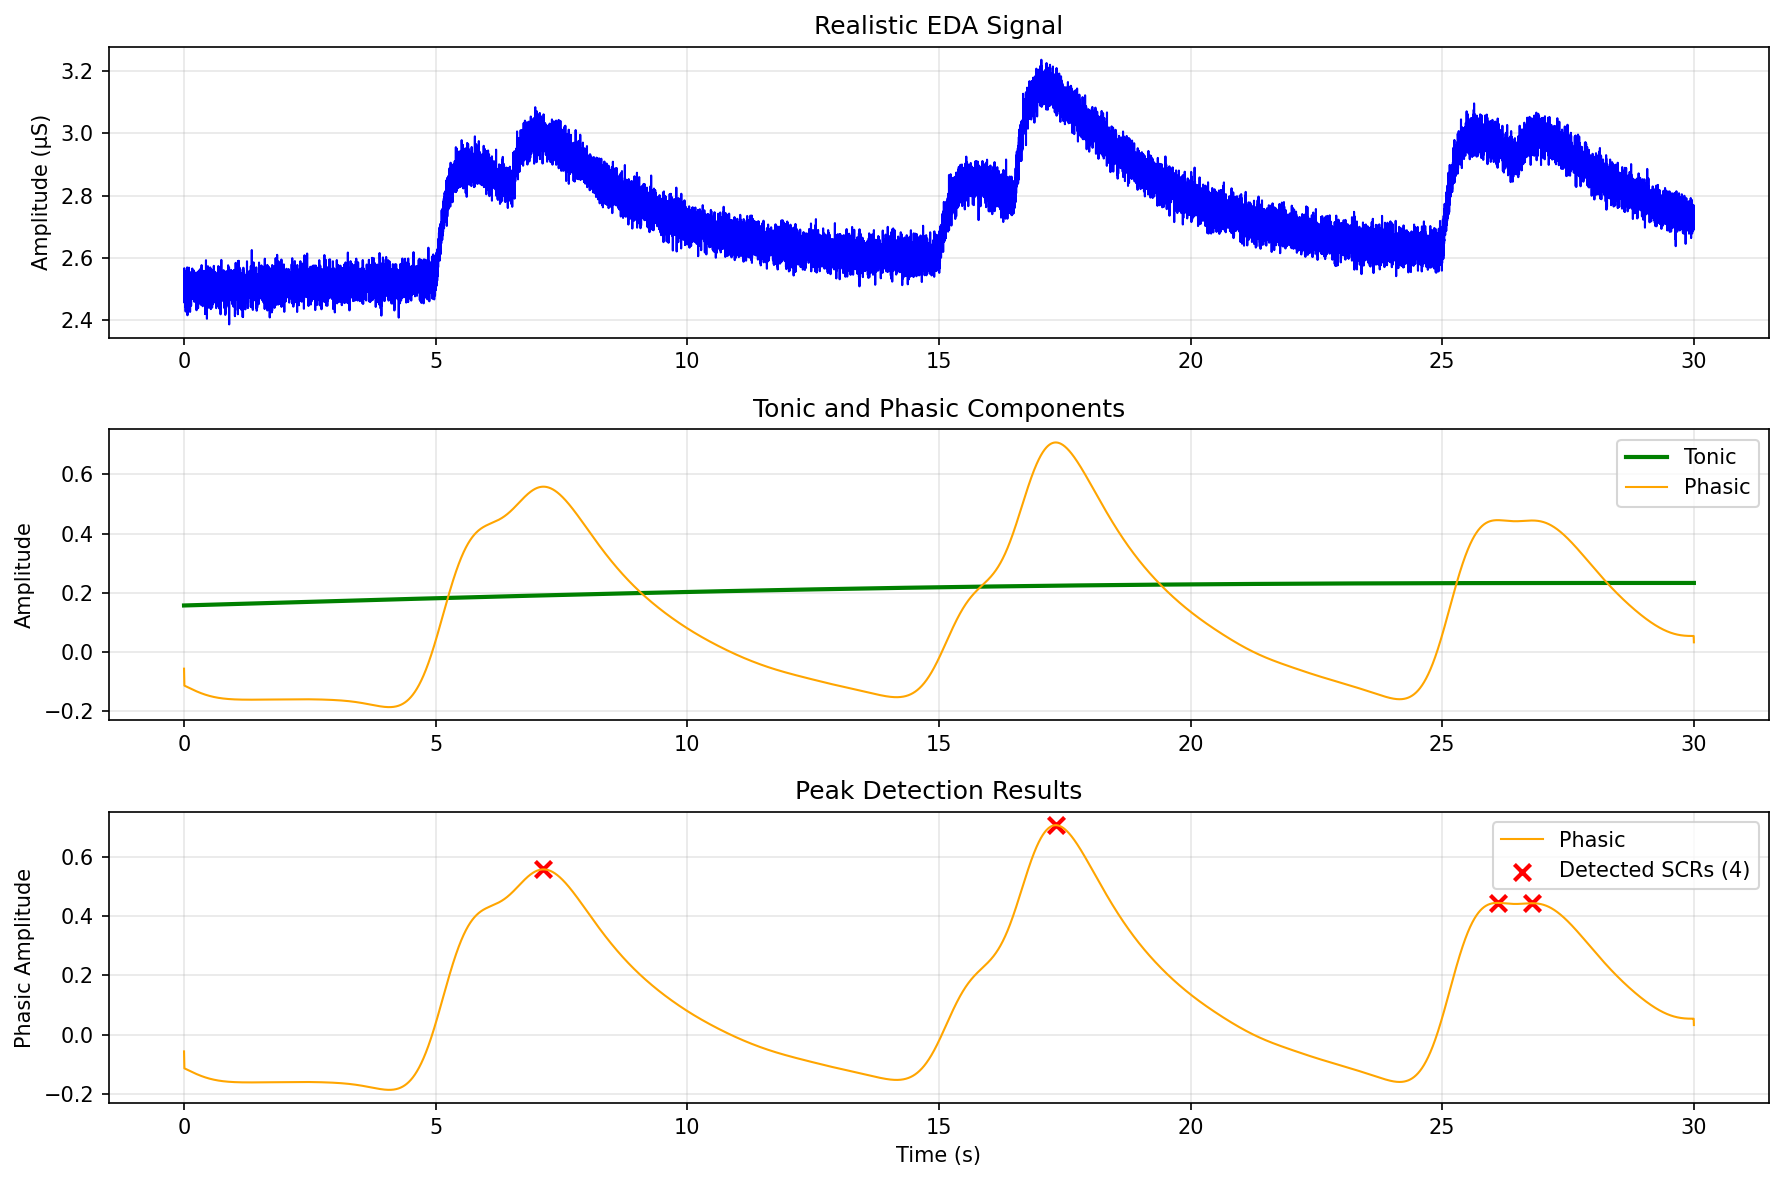 Realistic EDA Signal
Amplitude (µS)
3.2
3.0
2.8
2.6
2.4
0 5 10 15 20 25 30
Tonic and Phasic Components
Amplitude
0.6
0.4
0.2
0.0
−0.2
Tonic
Phasic
0 5 10 15 20 25 30
Peak Detection Results
Phasic Amplitude
0.6
0.4
0.2
0.0
−0.2
Phasic
Detected SCRs (4)
0 5 10 15 20 25 30
Time (s)